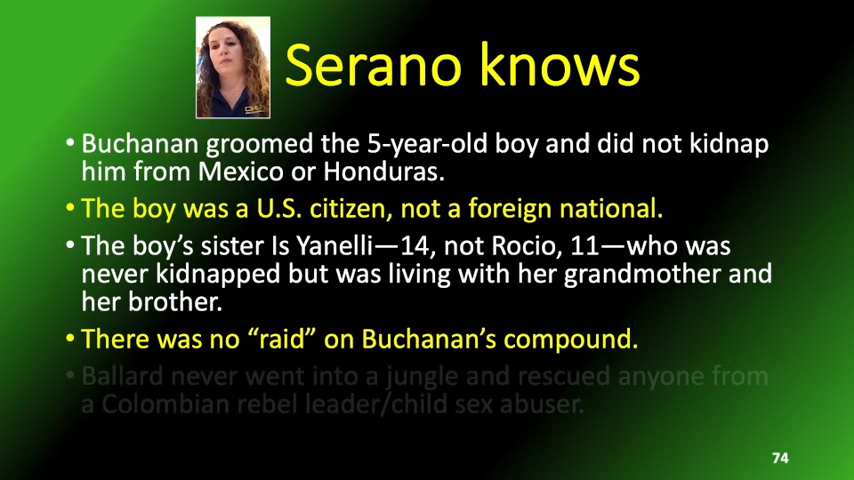 Serano knows
• Buchanan groomed the 5-year-old boy and did not kidnap
him from Mexico or Honduras.
• The boy was a U.S. citizen, not a foreign national.
• The boy’s sister Is Yanelli—14, not Rocio, 11—who was
never kidnapped but was living with her grandmother and
her brother.
• There was no “raid” on Buchanan’s compound.
• Ballard never went into a jungle and rescued anyone from
a Colombian rebel leader/child sex abuser.
74